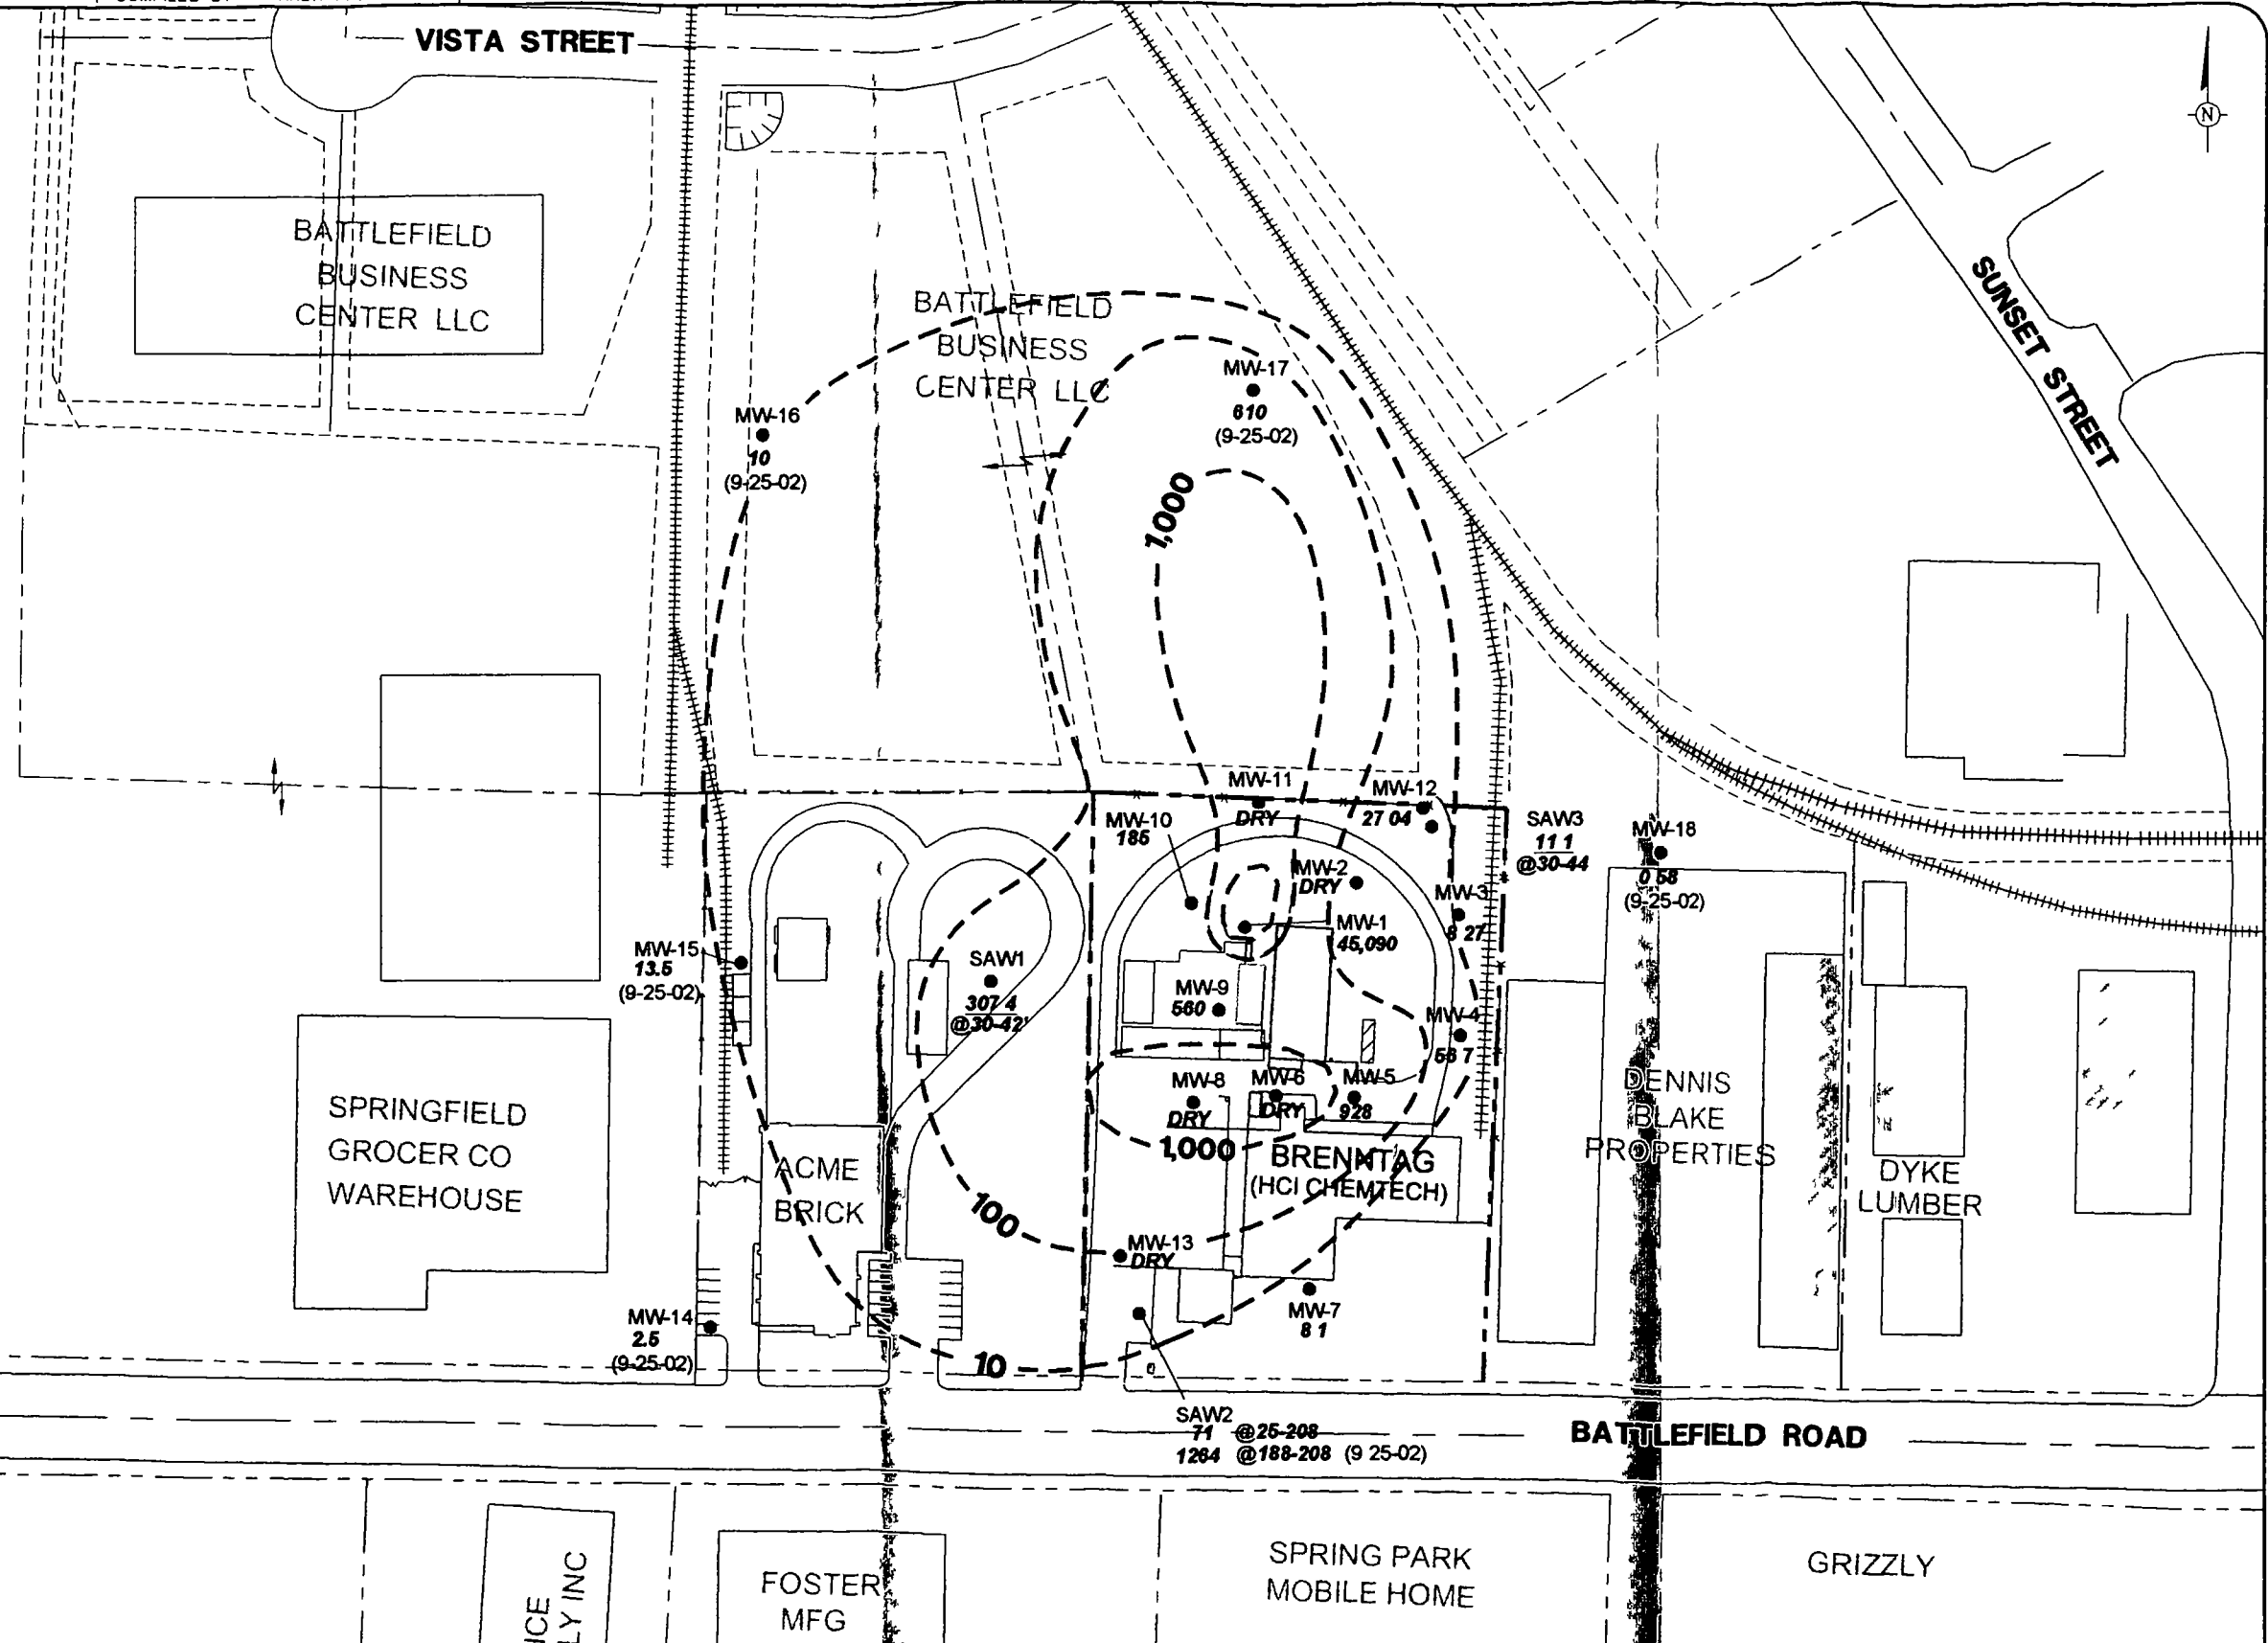 VISTA STREET
N
BATTLEFIELD
BUSINESS
CENTER LLC
BATTLEFIELD
BUSINESS
CENTER LLC
SUNSET STREET
MW-17
610
(9-25-02)
MW-16
10
(9-25-02)
1,000
MW-11
DRY
MW-12
27 04
MW-10
185
SAW3
11 1
@30-44
MW-18
0 58
(9-25-02)
MW-2
DRY
MW-3
8 27
MW-1
45,090
MW-15
13.5
(9-25-02)
SAW1
307 4
@30-42'
MW-9
560
MW-4
56 7
MW-8
DRY
MW-6
DRY
MW-5
928
1,000
BRENNTAG
(HCI CHEMTECH)
SPRINGFIELD
GROCER CO
WAREHOUSE
ACME
BRICK
DENNIS
BLAKE
PROPERTIES
DYKE
LUMBER
100
MW-13
DRY
MW-7
8 1
MW-14
2.5
(9-25-02)
10
SAW2
71 @25-208
1264 @188-208 (9 25-02)
BATTLEFIELD ROAD
FOSTER
MFG
SPRING PARK
MOBILE HOME
GRIZZLY
ICE
LY INC